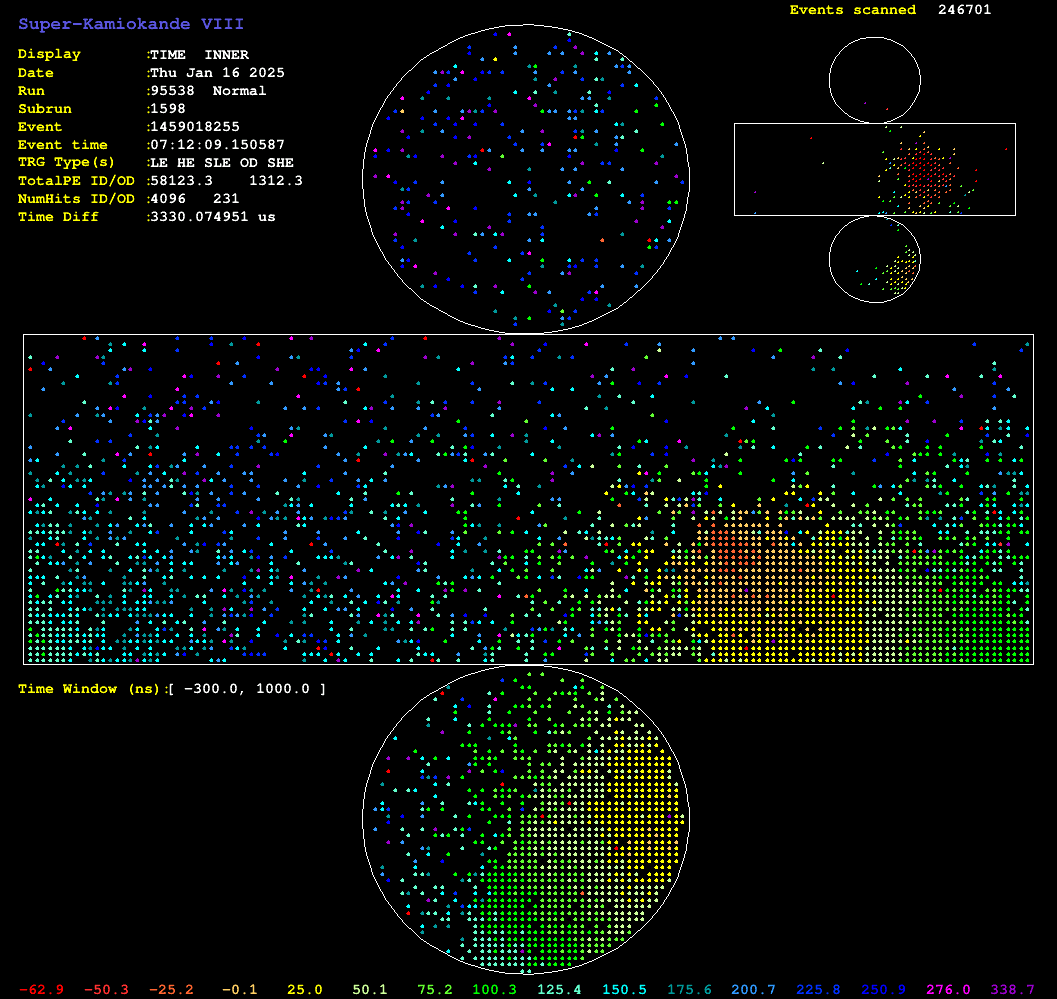 Super-Kamiokande VIII
Events scanned 246701
Display :TIME INNER
Date :Thu Jan 16 2025
Run :95538 Normal
Subrun :1598
Event :1459018255
Event time :07:12:09.150587
TRG Type(s) :LE HE SLE OD SHE
TotalPE ID/OD :58123.3 1312.3
NumHits ID/OD :4096 231
Time Diff :3330.074951 us
Time Window (ns):[ -300.0, 1000.0 ]
-62.9 -50.3 -25.2 -0.1 25.0 50.1 75.2 100.3 125.4 150.5 175.6 200.7 225.8 250.9 276.0 338.7